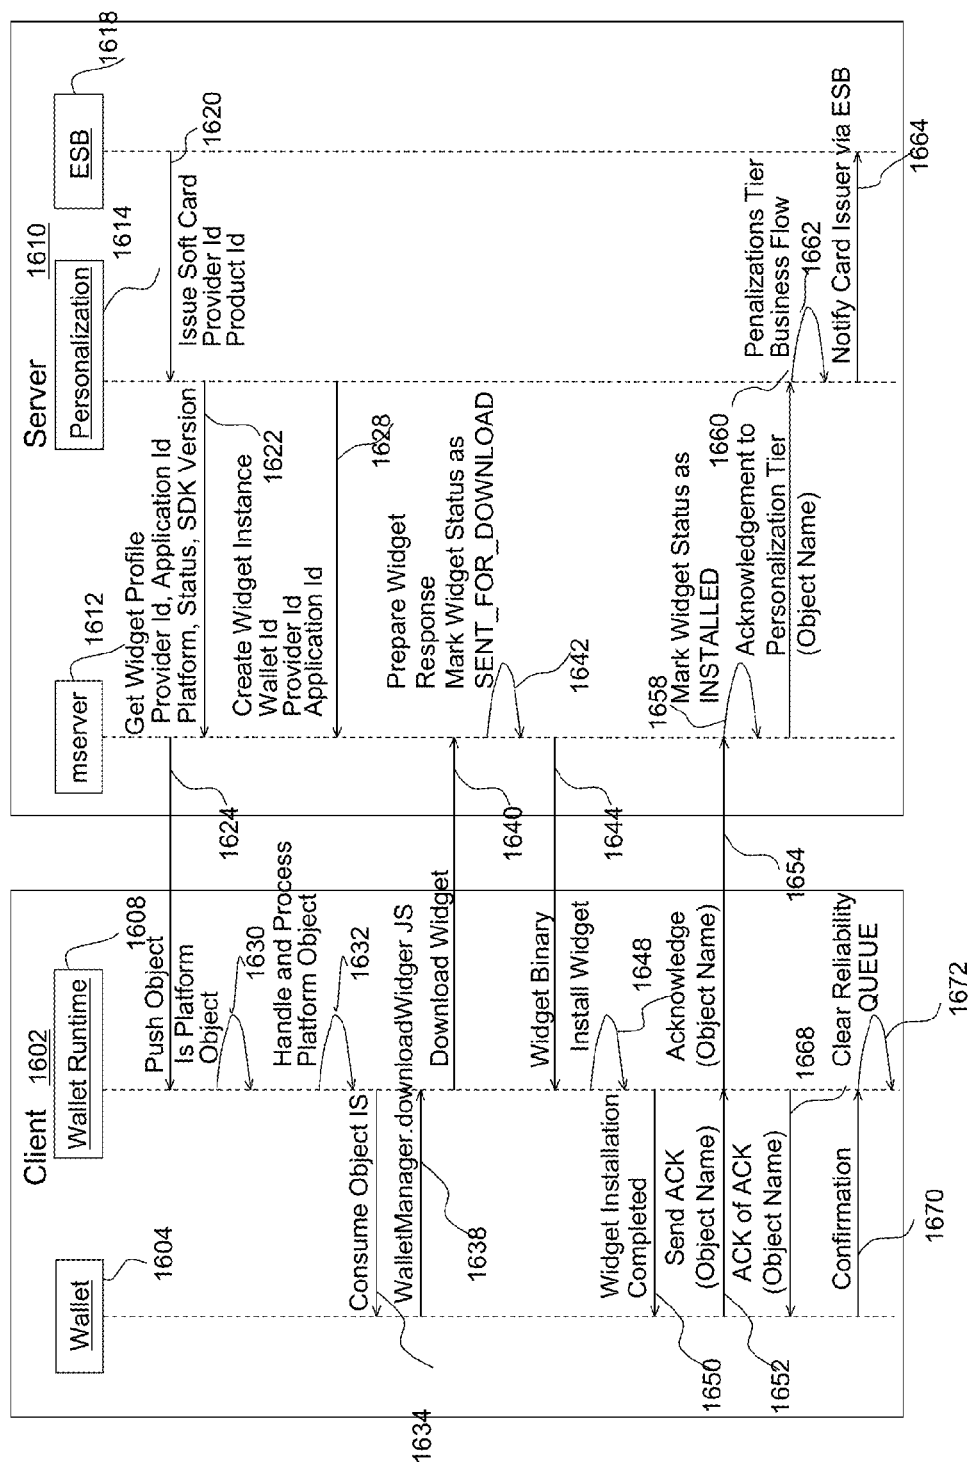 Client 1602
Server 1610
Wallet
1604
Wallet Runtime
1608
mserver
1612
Personalization
1614
ESB
1618
1620
Issue Soft Card
Provider Id
Product Id
Get Widget Profile
Provider Id, Application Id
Platform, Status, SDK Version
1622
1624
Push Object
Is Platform
Object
1630
Create Widget Instance
Wallet Id
Provider Id
Application Id
1628
Handle and Process
Platform Object
1632
Consume Object IS
1634
WalletManager.downloadWidger JS
1638
Download Widget
1640
Prepare Widget
Response
Mark Widget Status as
SENT_FOR_DOWNLOAD
1642
Widget Binary
1644
Install Widget
1648
Widget Installation
Completed
1650
Send ACK
(Object Name)
1652
Acknowledge
(Object Name)
1654
Mark Widget Status as
INSTALLED
1658
Acknowledgement to
Personalization Tier
(Object Name)
1660
Penalizations Tier
Business Flow
1662
Notify Card Issuer via ESB
1664
ACK of ACK
(Object Name)
1668
Confirmation
1670
Clear Reliability
QUEUE
1672